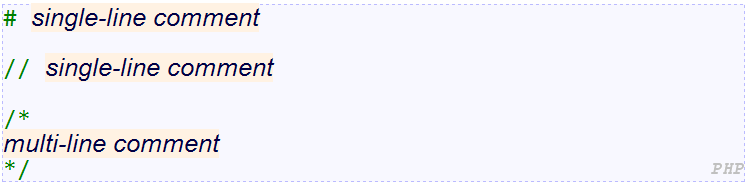 # single-line comment
// single-line comment
/*
multi-line comment
*/
PHP